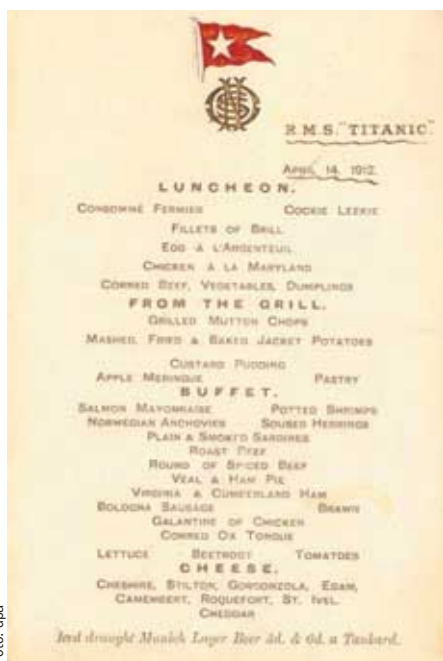 R.M.S. "TITANIC."
APRIL 14, 1912.
LUNCHEON.
CONSOMMÉ FERMIER COCKIE LEEKIE
FILLETS OF BRILL
EGG À L'ARGENTEUIL
CHICKEN À LA MARYLAND
CORNED BEEF, VEGETABLES, DUMPLINGS
FROM THE GRILL.
GRILLED MUTTON CHOPS
MASHED, FRIED & BAKED JACKET POTATOES
CUSTARD PUDDING
APPLE MERINGUE PASTRY
BUFFET.
SALMON MAYONNAISE POTTED SHRIMPS
NORWEGIAN ANCHOVIES SOUSED HERRINGS
PLAIN & SMOKED SARDINES
ROAST BEEF
ROUND OF SPICED BEEF
VEAL & HAM PIE
VIRGINIA & CUMBERLAND HAM
BOLOGNA SAUSAGE BRAWN
GALANTINE OF CHICKEN
CORNED OX TONGUE
LETTUCE BEETROOT TOMATOES
CHEESE.
CHESHIRE, STILTON, GORGONZOLA, EDAM,
CAMEMBERT, ROQUEFORT, ST. IVEL,
CHEDDAR
Iced draught Munich Lager Beer 3d. & 6d. a Tankard.
dpa